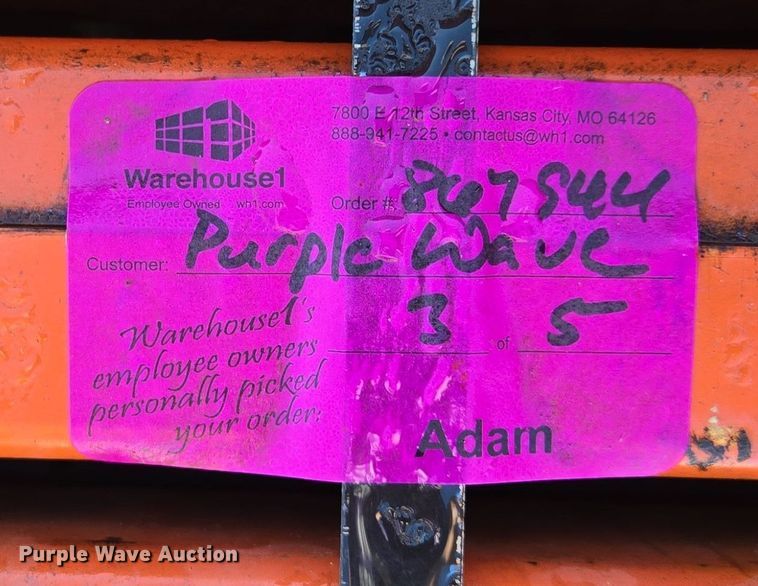 7800 E 12th Street, Kansas City, MO 64126
888-941-7225 • contactus@wh1.com
Warehouse1
Employee Owned wh1.com
Order #: 847944
Customer: Purple Wave
3 of 5
Warehouse1's
employee owners
personally picked
your order:
Adam
Purple Wave Auction